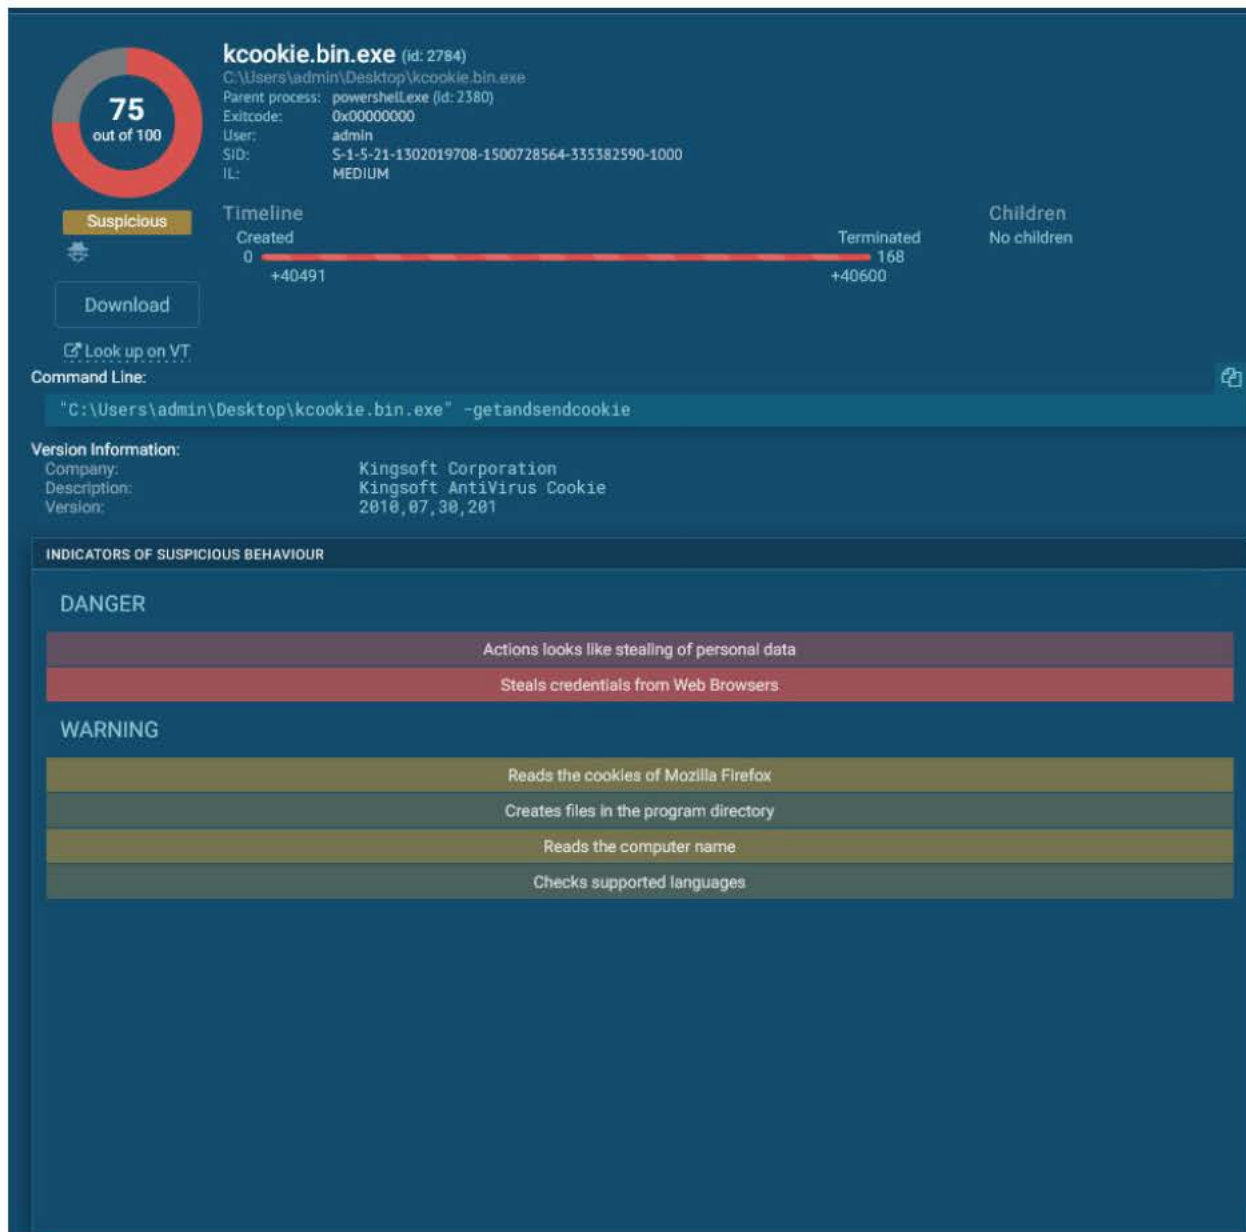 kcookie.bin.exe (id: 2784)
C:\Users\admin\Desktop\kcookie.bin.exe
75
out of 100
Parent process: powershell.exe (id: 2380)
Exitcode: 0x00000000
User: admin
SID: S-1-5-21-1302019708-1500728564-335382590-1000
IL: MEDIUM
Suspicious
Timeline
Created
Terminated
0
168
+40491
+40600
Children
No children
Download
Look up on VT
Command Line:
"C:\Users\admin\Desktop\kcookie.bin.exe" -getandsendcookie
Version Information:
Company: Kingsoft Corporation
Description: Kingsoft AntiVirus Cookie
Version: 2010,07,30,201
INDICATORS OF SUSPICIOUS BEHAVIOUR
DANGER
Actions looks like stealing of personal data
Steals credentials from Web Browsers
WARNING
Reads the cookies of Mozilla Firefox
Creates files in the program directory
Reads the computer name
Checks supported languages